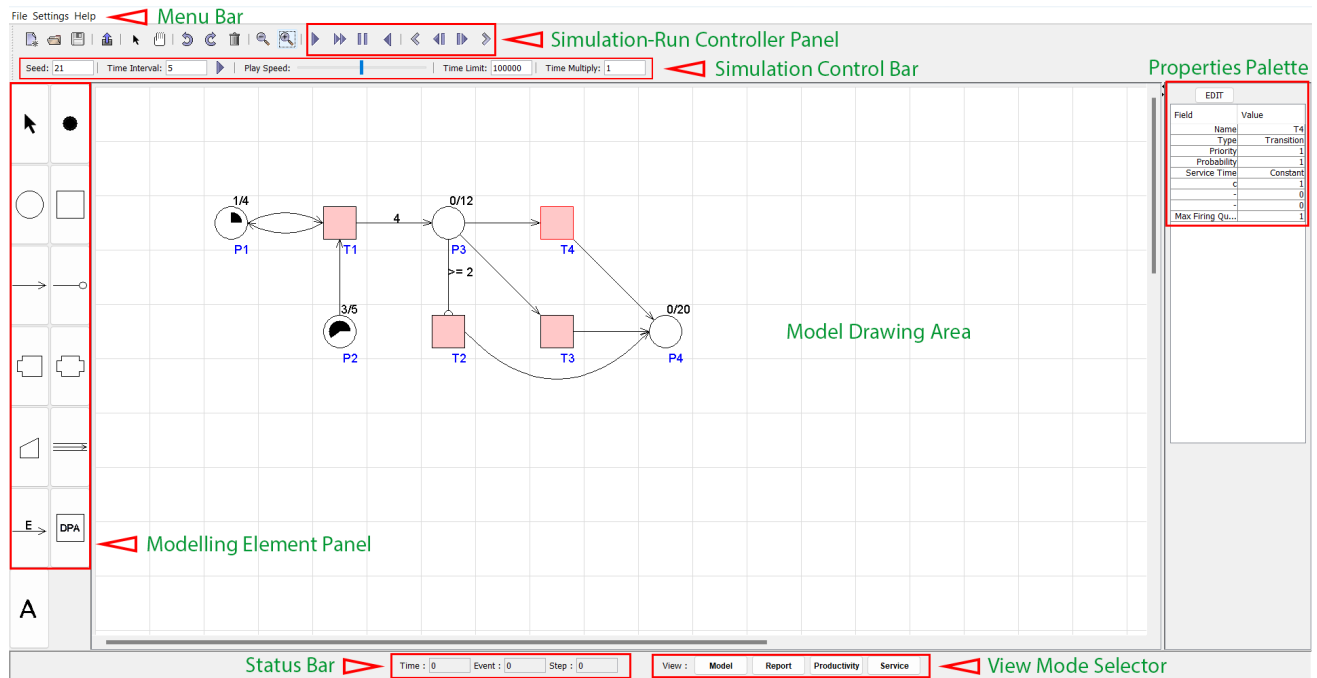 File Settings Help
Menu Bar
Simulation-Run Controller Panel
Seed: 21 Time Interval: 5 Play Speed: Time Limit: 100000 Time Multiply: 1
Simulation Control Bar
Properties Palette
EDIT
Field Value
Name T4
Type Transition
Priority 1
Probability 1
Service Time Constant
c 1
- 0
- 0
Max Firing Qu... 1
1/4
0/12
4
P1
T1
P3
T4
>= 2
3/5
0/20
P2
T2
T3
P4
Model Drawing Area
E
DPA
Modelling Element Panel
A
Status Bar
Time : 0 Event : 0 Step : 0
View : Model Report Productivity Service
View Mode Selector